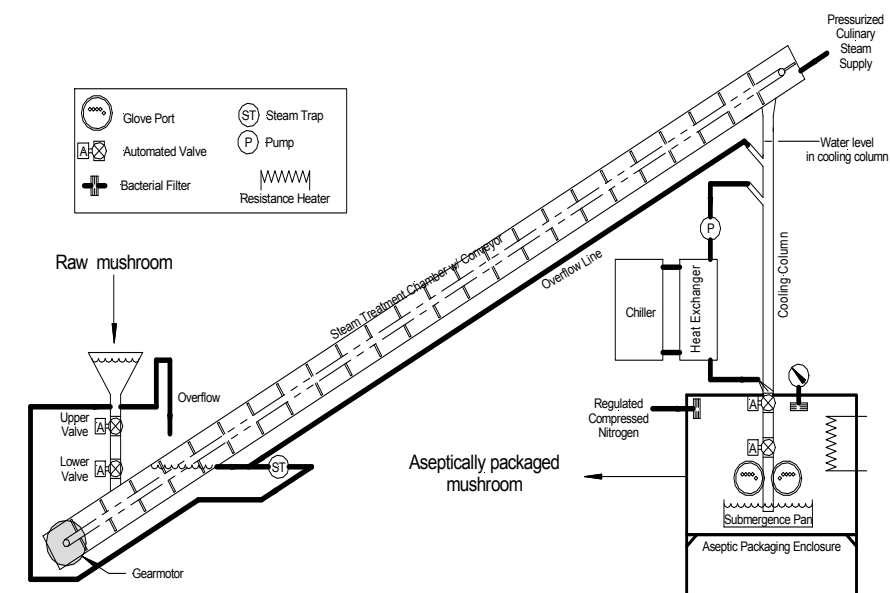 Pressurized
Culinary
Steam
Supply
Glove Port
ST Steam Trap
A Automated Valve
P Pump
Bacterial Filter
Resistance Heater
Water level
in cooling column
Raw mushroom
Steam Treatment Chamber w/ Conveyor
Overflow Line
P
Cooling Column
Chiller
Heat Exchanger
Overflow
Upper
Valve
A
Lower
Valve
A
ST
Regulated
Compressed
Nitrogen
A
A
Aseptically packaged
mushroom
Submergence Pan
Aseptic Packaging Enclosure
Gearmotor